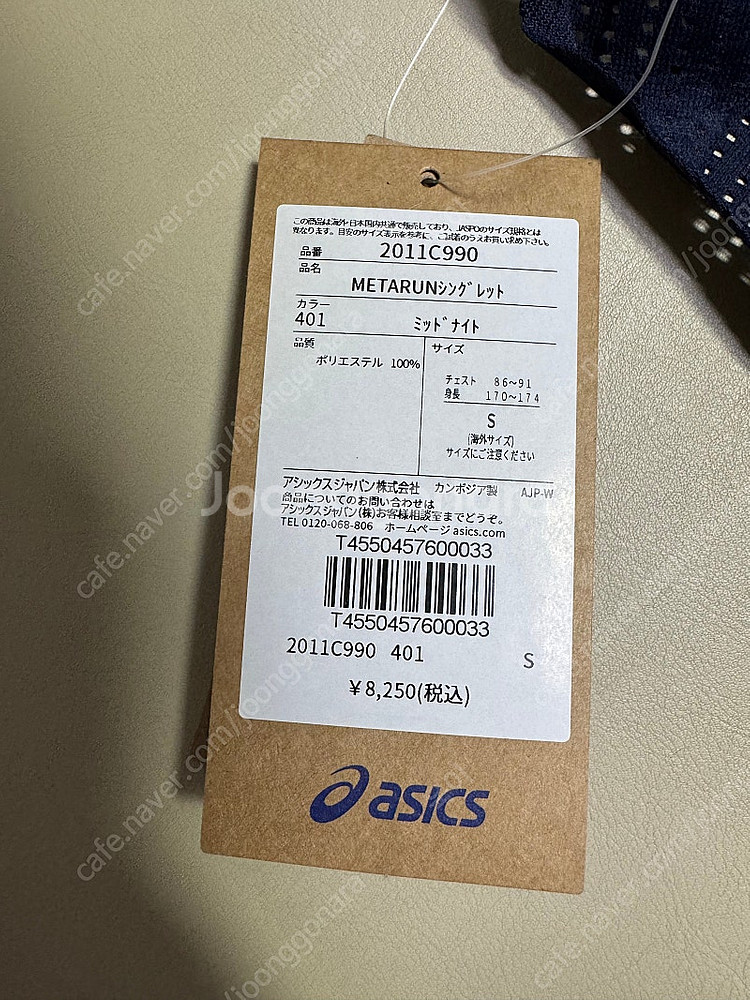 この商品は海外・日本国内共通で販売しており、JASPOのサイズ規格とは
異なります。目安のサイズ表示を参考に、ご試着のうえお買い求め下さい。
品番 2011C990
品名
METARUNシングレット
カラー
401 ミッドナイト
品質 サイズ
ポリエステル 100%
チェスト 86~91
身長 170~174
S
(海外サイズ)
サイズにご注意ください
アシックスジャパン株式会社 カンボジア製 AJP-W
商品についてのお問い合わせは
アシックスジャパン(株)お客様相談室までどうぞ。
TEL 0120-068-806 ホームページ asics.com
T4550457600033
T4550457600033
2011C990 401 S
¥8,250(税込)
asics
cafe.naver.com/joonggonara